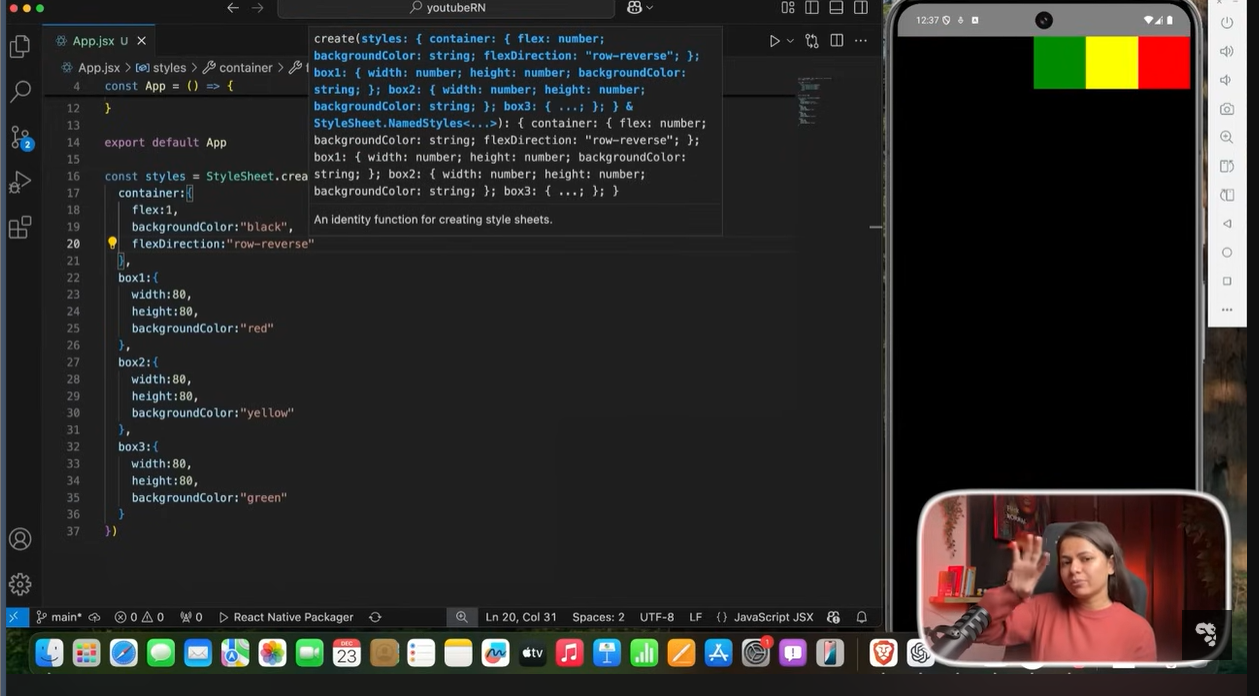 youtubeRN
App.jsx U
App.jsx > styles > container >
4 const App = () => {
12 }
13
14 export default App
15
16 const styles = StyleSheet.crea
17 container:{
18 flex:1,
19 backgroundColor:"black",
20 flexDirection:"row-reverse"
21 },
22 box1:{
23 width:80,
24 height:80,
25 backgroundColor:"red"
26 },
27 box2:{
28 width:80,
29 height:80,
30 backgroundColor:"yellow"
31 },
32 box3:{
33 width:80,
34 height:80,
35 backgroundColor:"green"
36 }
37 })
create(styles: { container: { flex: number;
backgroundColor: string; flexDirection: "row-reverse"; };
box1: { width: number; height: number; backgroundColor:
string; }; box2: { width: number; height: number;
backgroundColor: string; }; box3: { ...; }; } &
StyleSheet.NamedStyles<...>): { container: { flex: number;
backgroundColor: string; flexDirection: "row-reverse"; };
box1: { width: number; height: number; backgroundColor:
string; }; box2: { width: number; height: number;
backgroundColor: string; }; box3: { ...; }; }
An identity function for creating style sheets.
12:37
2
main* 0 0 0 React Native Packager
Ln 20, Col 31 Spaces: 2 UTF-8 LF {} JavaScript JSX
DEC
23
tv
1